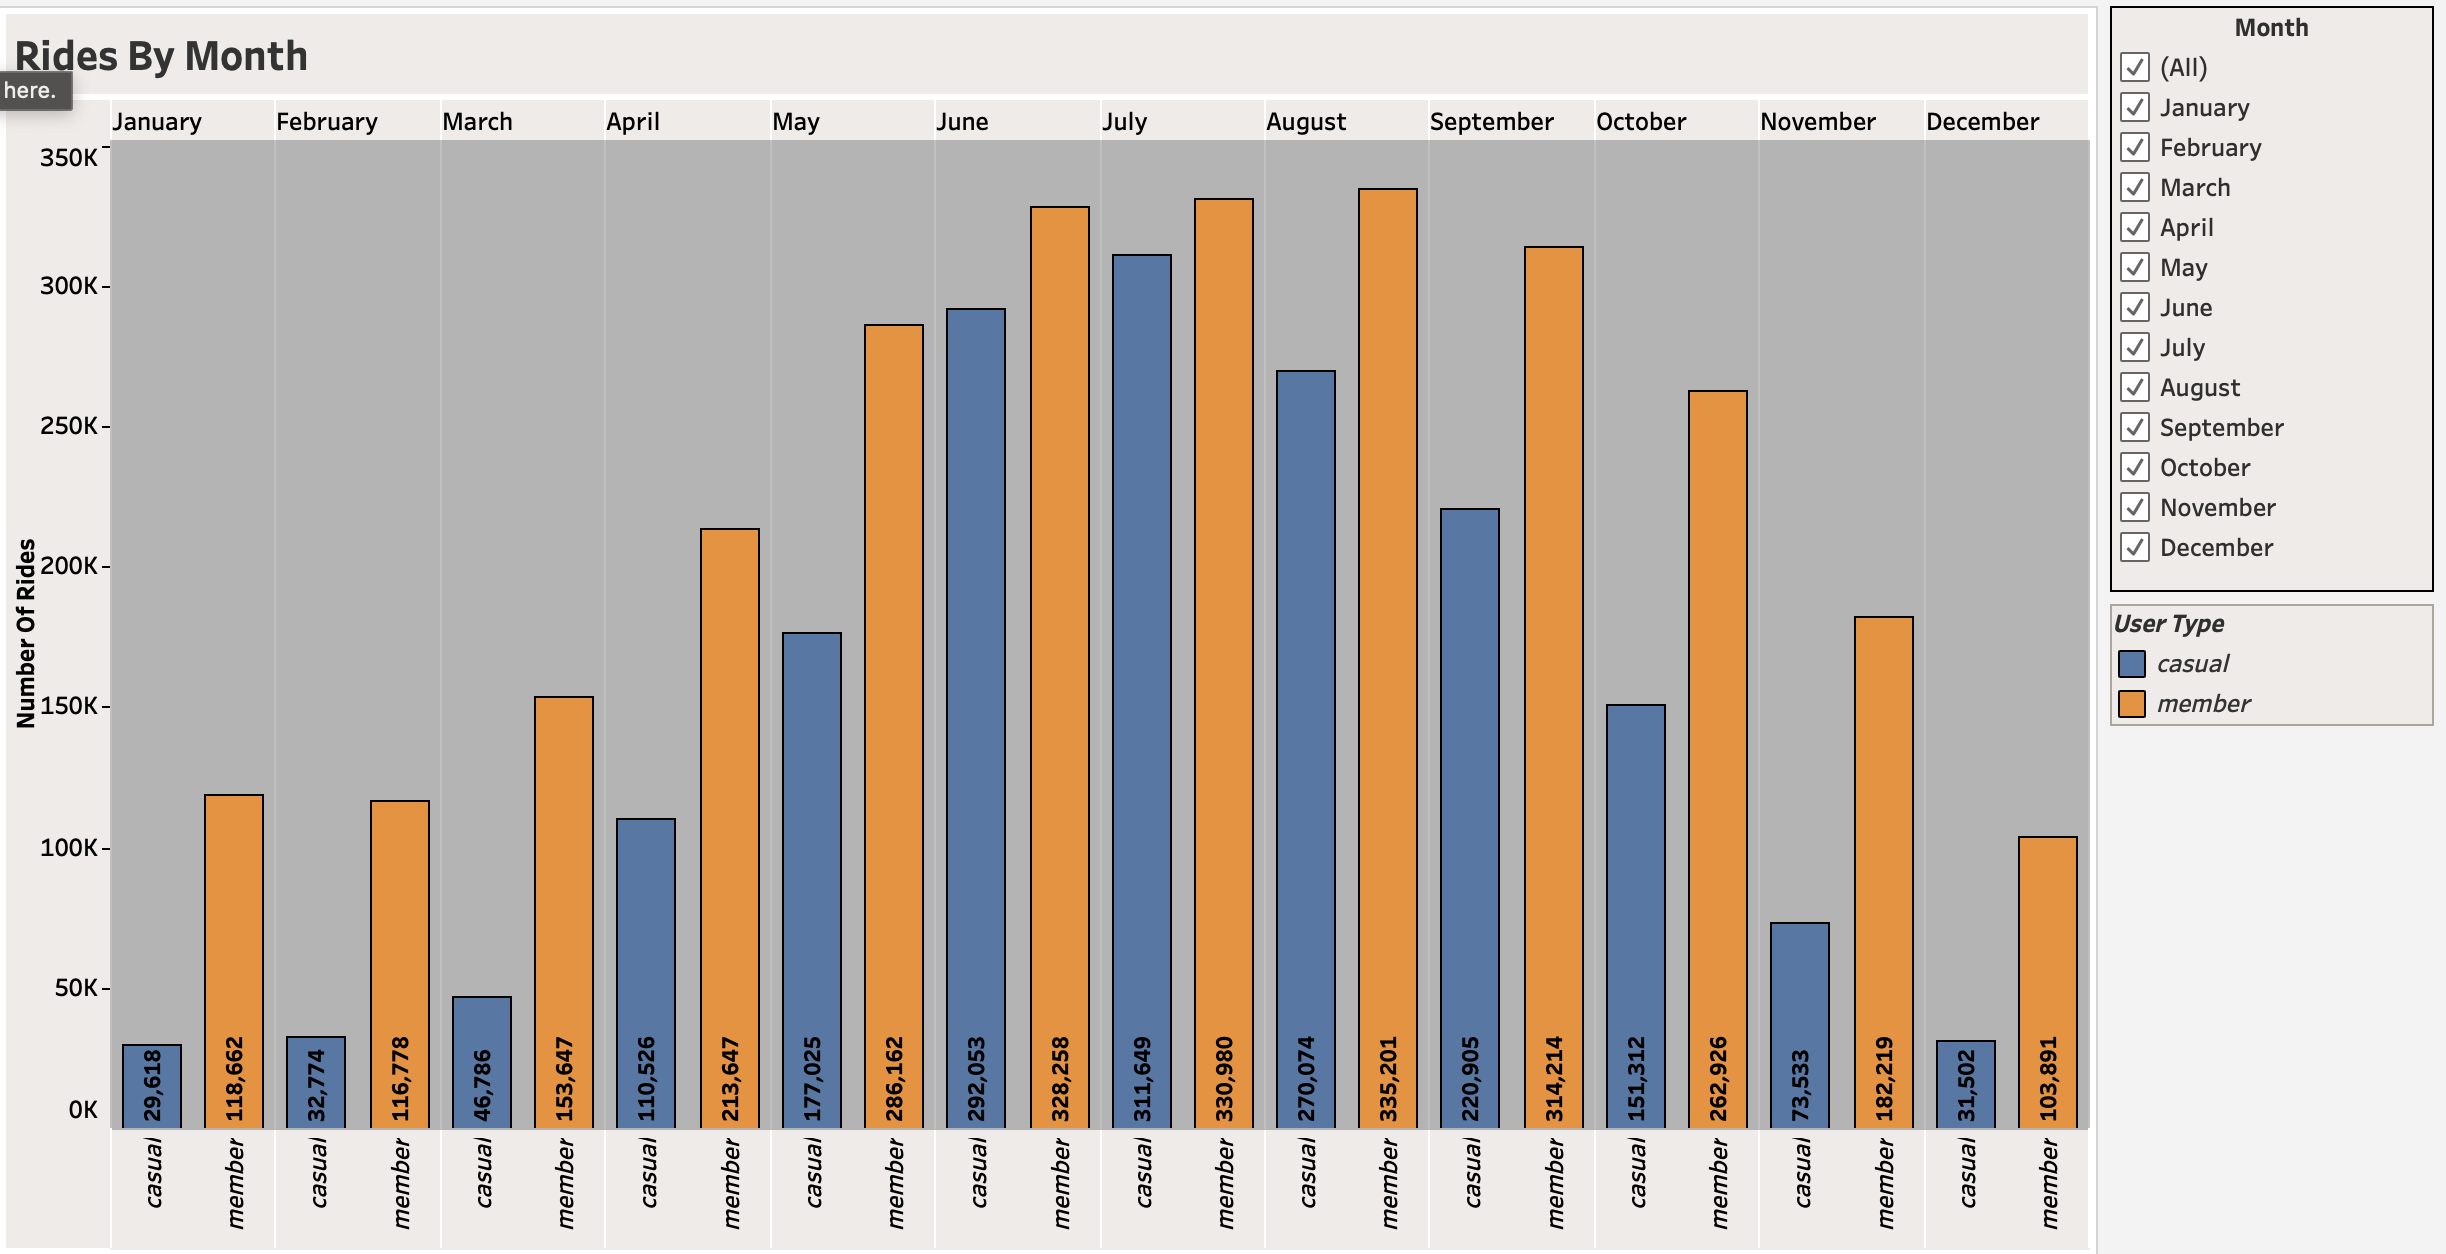 Rides By Month
here.
January February March April May June July August September October November December
350K
300K
250K
200K
150K
100K
50K
0K
Number Of Rides
29,618 118,662 32,774 116,778 46,786 153,647 110,526 213,647 177,025 286,162 292,053 328,258 311,649 330,980 270,074 335,201 220,905 314,214 151,312 262,926 73,533 182,219 31,502 103,891
casual member casual member casual member casual member casual member casual member casual member casual member casual member casual member casual member casual member
Month
(All)
January
February
March
April
May
June
July
August
September
October
November
December
User Type
casual
member